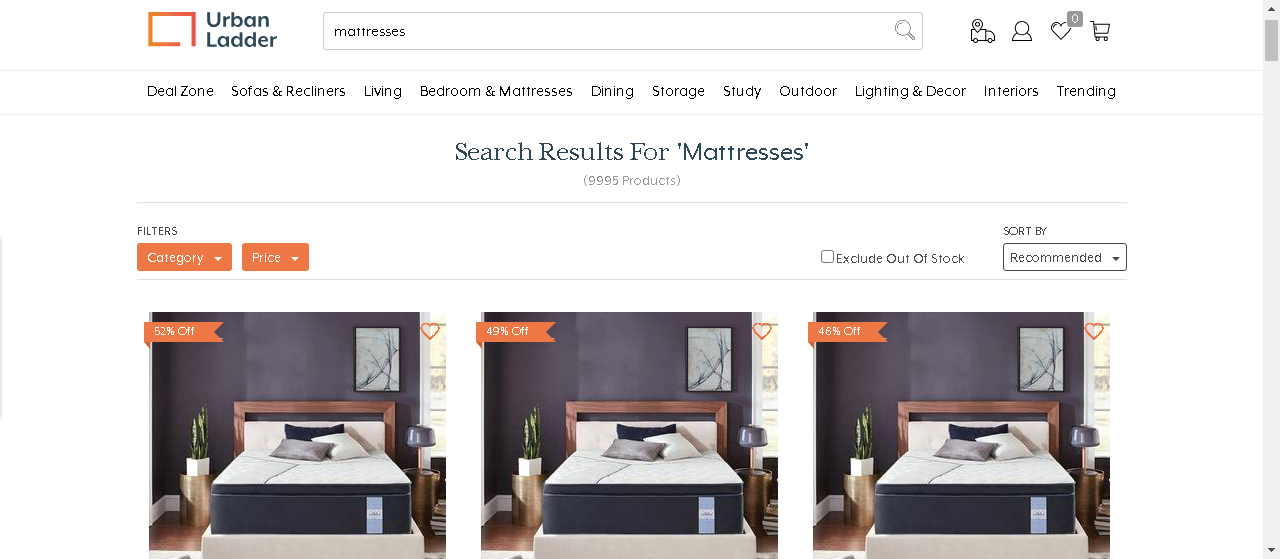 Urban
Ladder
mattresses
0
Deal Zone Sofas & Recliners Living Bedroom & Mattresses Dining Storage Study Outdoor Lighting & Decor Interiors Trending
Search Results For 'Mattresses'
(9995 Products)
FILTERS
SORT BY
Category
Price
Exclude Out Of Stock
Recommended
52% Off
49% Off
46% Off